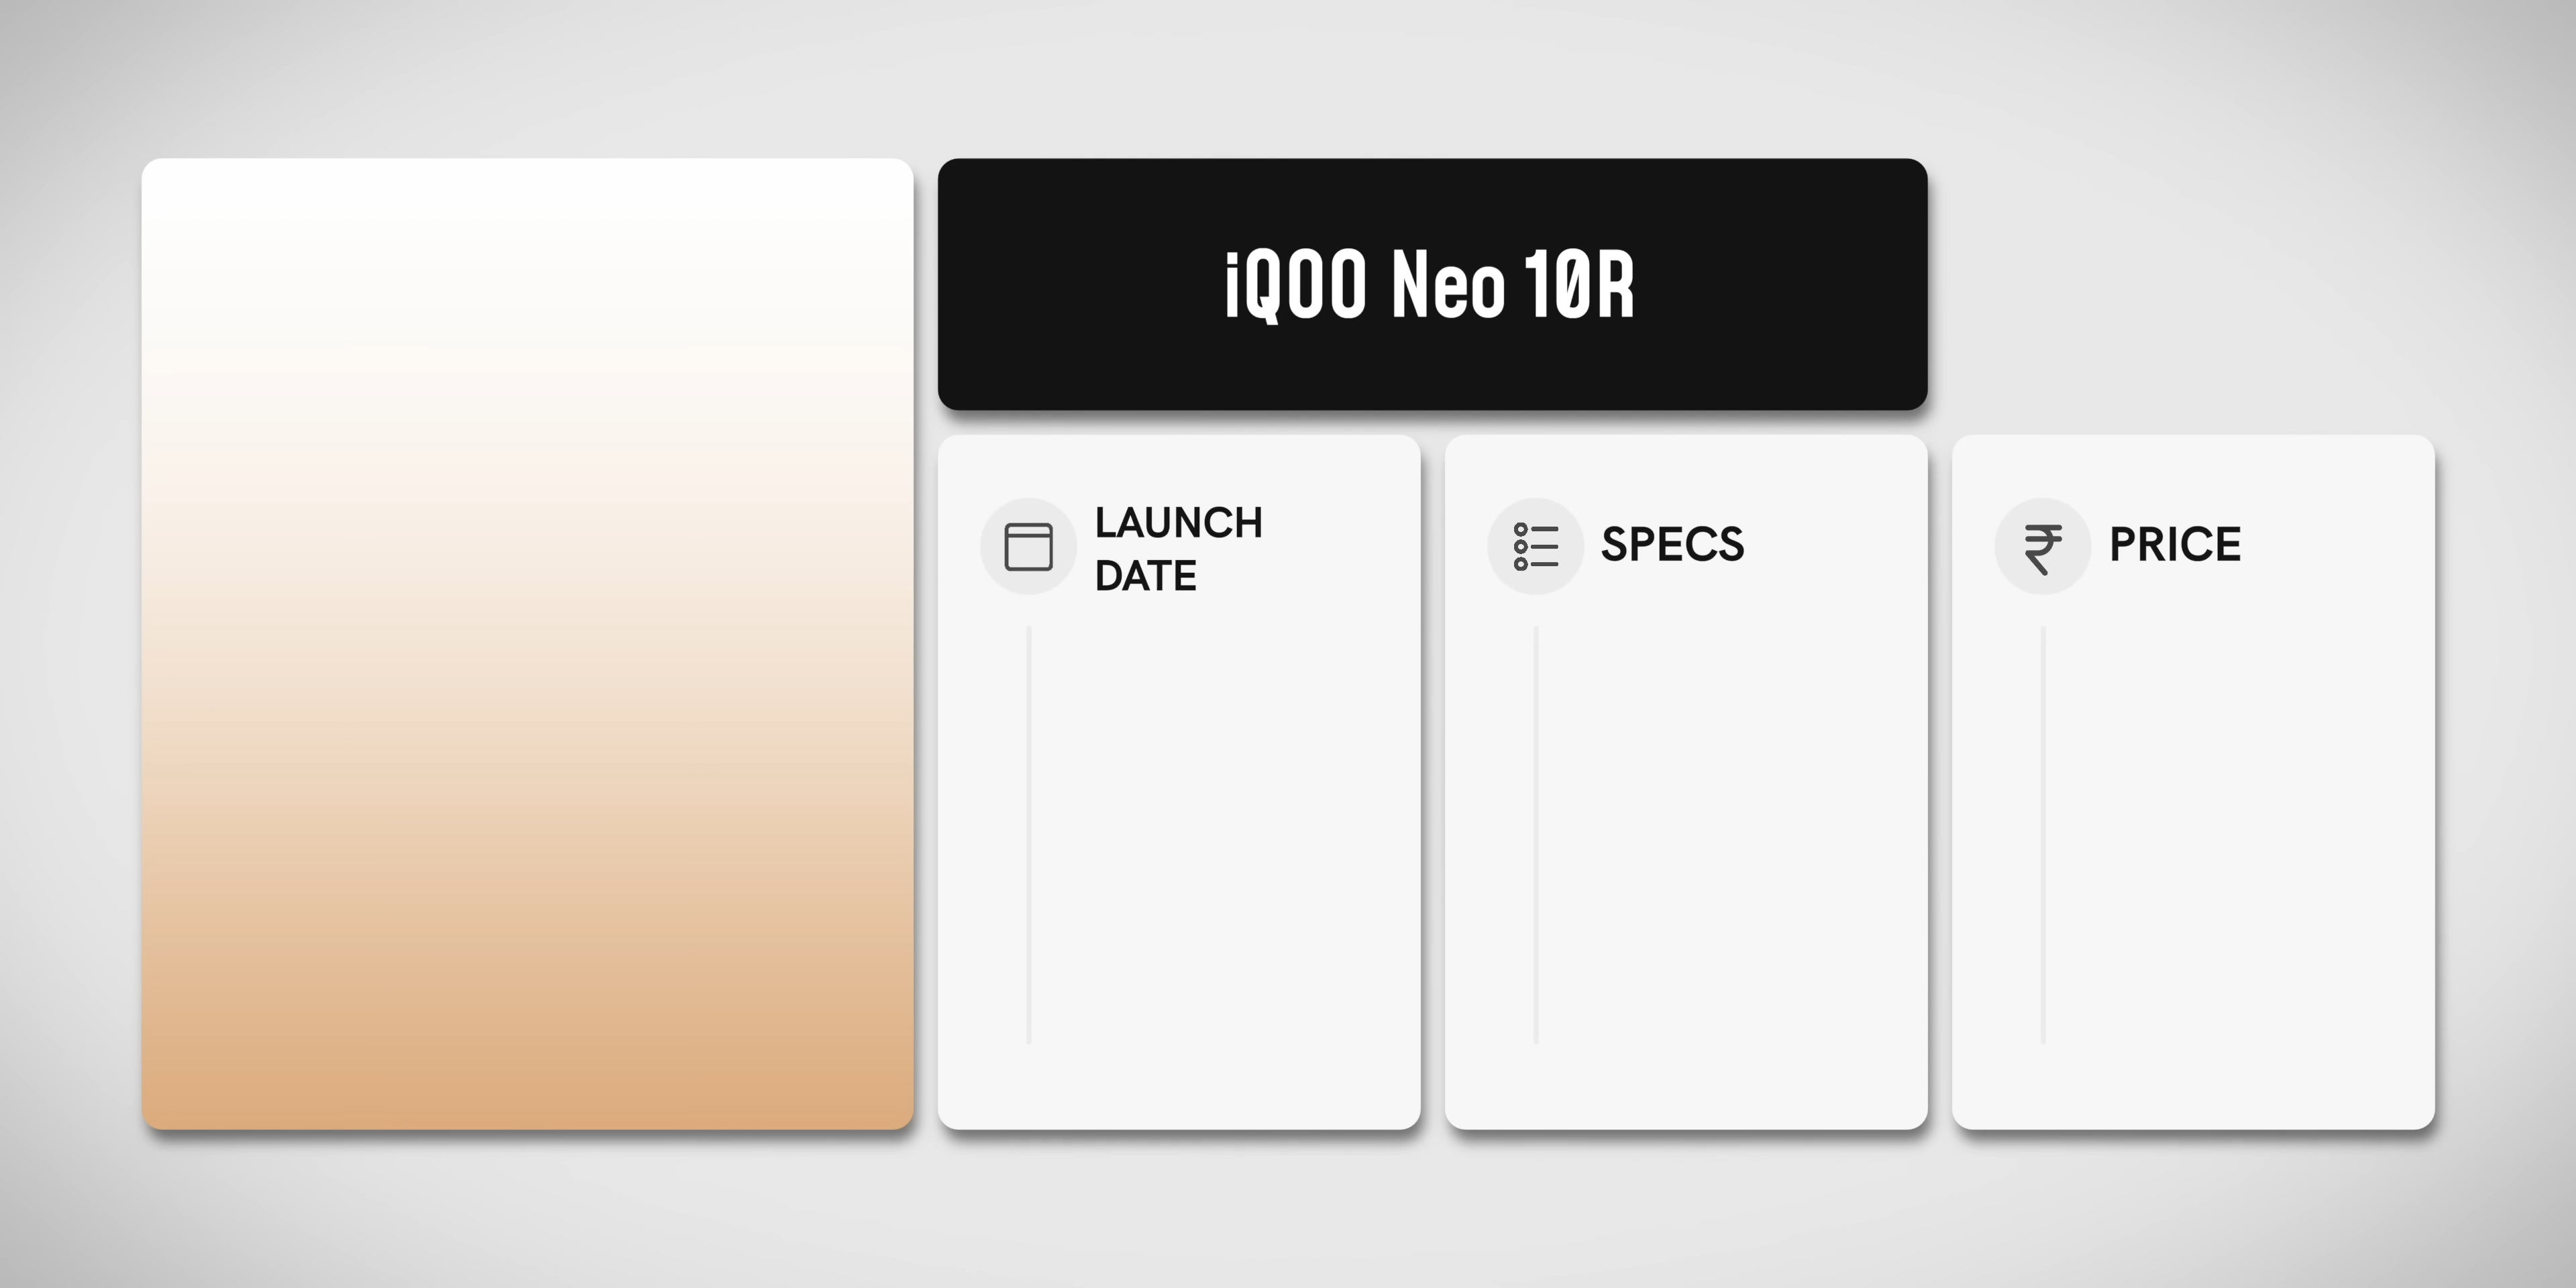 iQOO Neo 10R
LAUNCH
DATE
SPECS
₹ PRICE